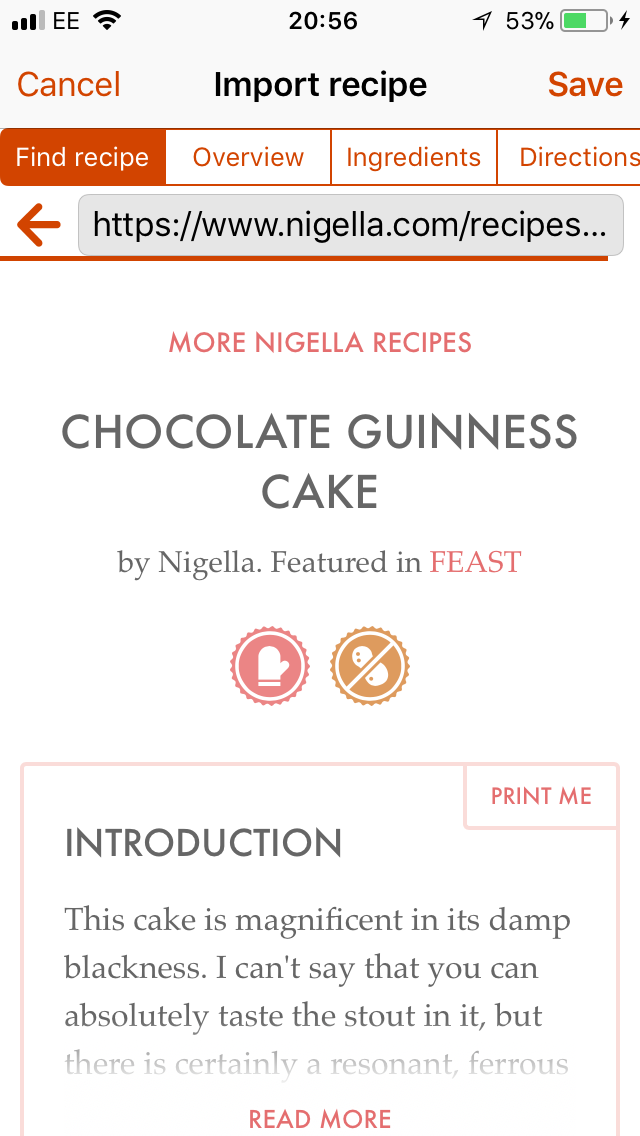 EE 20:56 53%
Cancel Import recipe Save
Find recipe Overview Ingredients Directions
https://www.nigella.com/recipes...
MORE NIGELLA RECIPES
CHOCOLATE GUINNESS
CAKE
by Nigella. Featured in FEAST
PRINT ME
INTRODUCTION
This cake is magnificent in its damp
blackness. I can't say that you can
absolutely taste the stout in it, but
there is certainly a resonant, ferrous
READ MORE